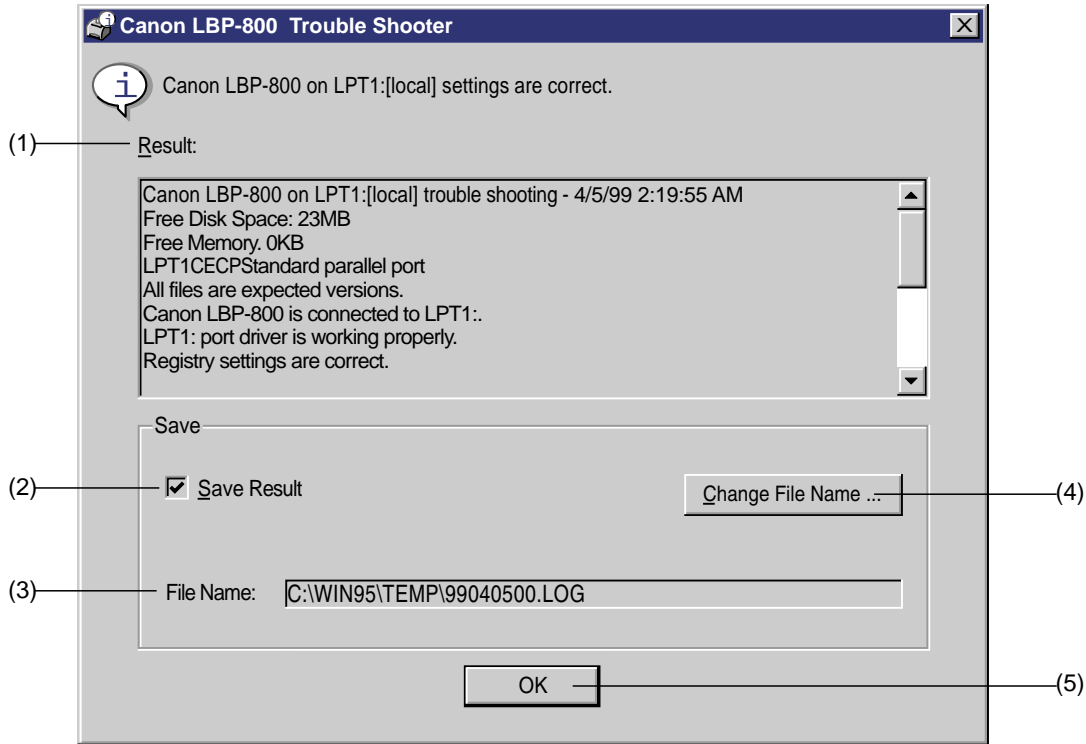 Canon LBP-800 Trouble Shooter
i
Canon LBP-800 on LPT1:[local] settings are correct.
(1)
Result:
Canon LBP-800 on LPT1:[local] trouble shooting - 4/5/99 2:19:55 AM
Free Disk Space: 23MB
Free Memory. 0KB
LPT1CECPStandard parallel port
All files are expected versions.
Canon LBP-800 is connected to LPT1:.
LPT1: port driver is working properly.
Registry settings are correct.
Save
(2)
Save Result
Change File Name ...
(4)
(3)
File Name: C:\WIN95\TEMP\99040500.LOG
OK
(5)